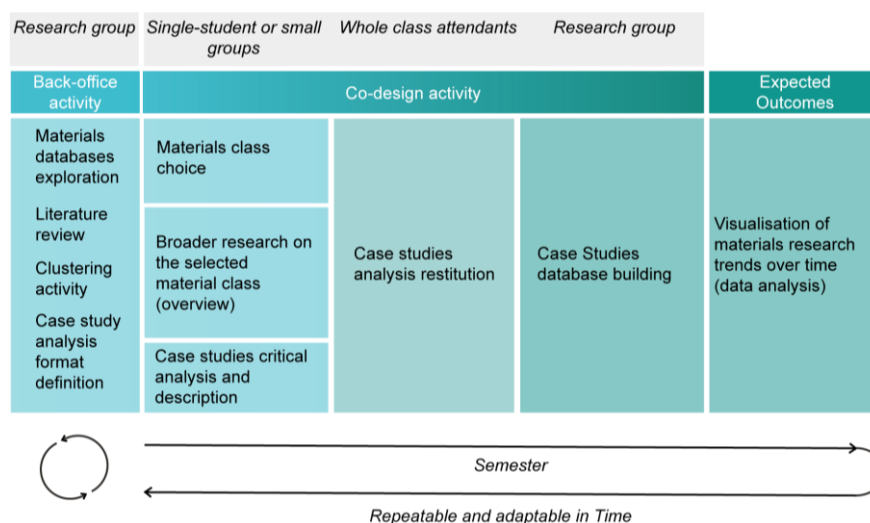 Research group
Single-student or small
groups
Whole class attendants
Research group
Back-office
activity
Co-design activity
Expected
Outcomes
Materials
databases
exploration
Literature
review
Clustering
activity
Case study
analysis
format
definition
Materials class
choice
Broader research on
the selected
material class
(overview)
Case studies critical
analysis and
description
Case studies
analysis restitution
Case Studies
database building
Visualisation of
materials research
trends over time
(data analysis)
Semester
Repeatable and adaptable in Time